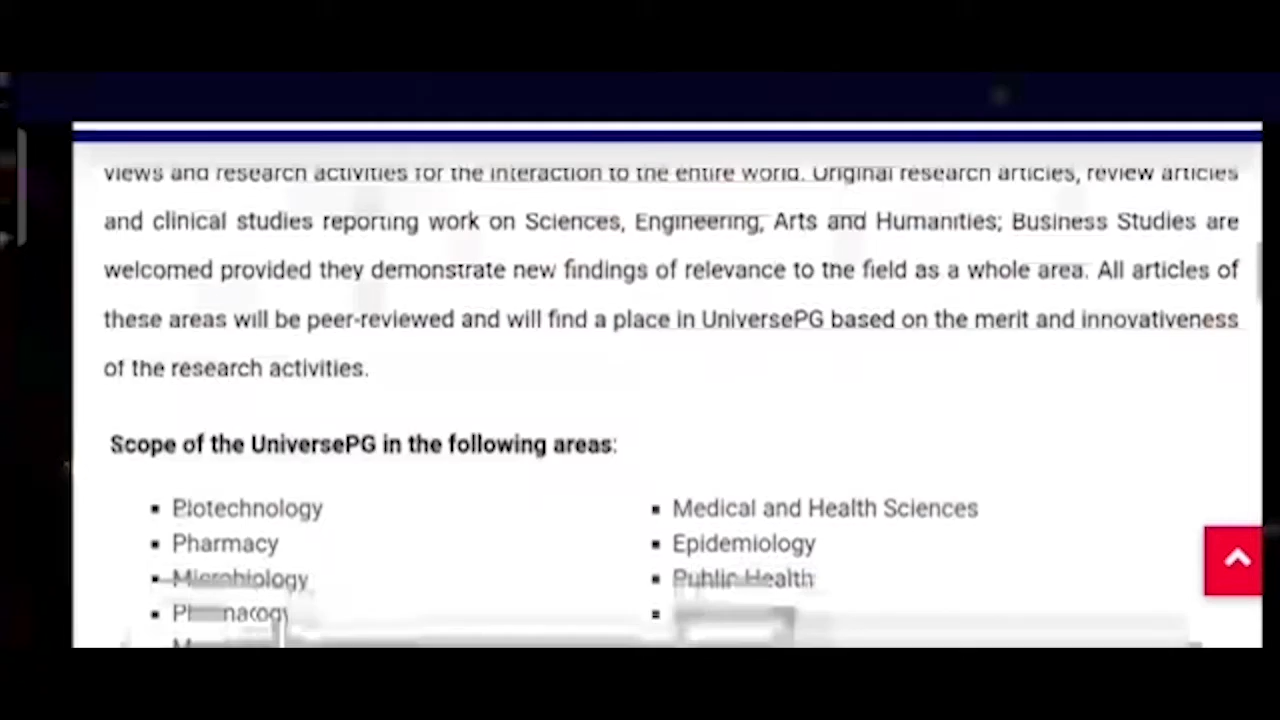 views and research activities for the interaction to the entire world. Original research articles, review articles
and clinical studies reporting work on Sciences, Engineering, Arts and Humanities; Business Studies are
welcomed provided they demonstrate new findings of relevance to the field as a whole area. All articles of
these areas will be peer-reviewed and will find a place in UniversePG based on the merit and innovativeness
of the research activities.
Scope of the UniversePG in the following areas:
Biotechnology
Pharmacy
Microbiology
Medical and Health Sciences
Epidemiology
Public Health